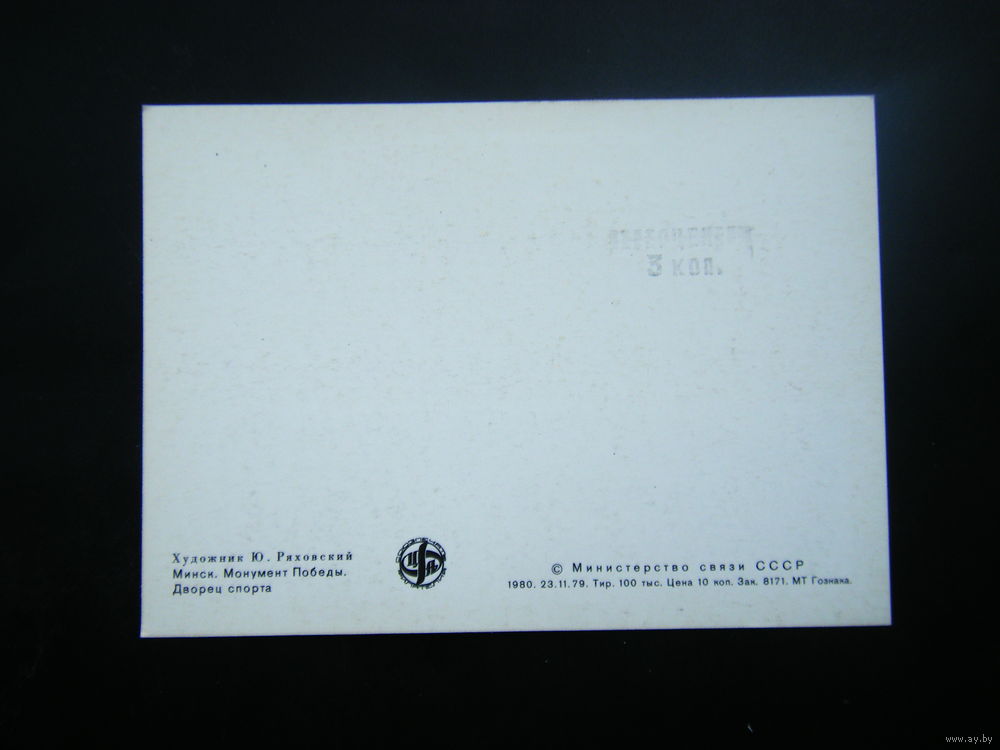 3 коп.
Художник Ю. Ряховский
Минск. Монумент Победы.
Дворец спорта
© Министерство связи СССР
1980. 23.11.79. Тир. 100 тыс. Цена 10 коп. Зак. 8171. МТ Гознака.
www.ay.by